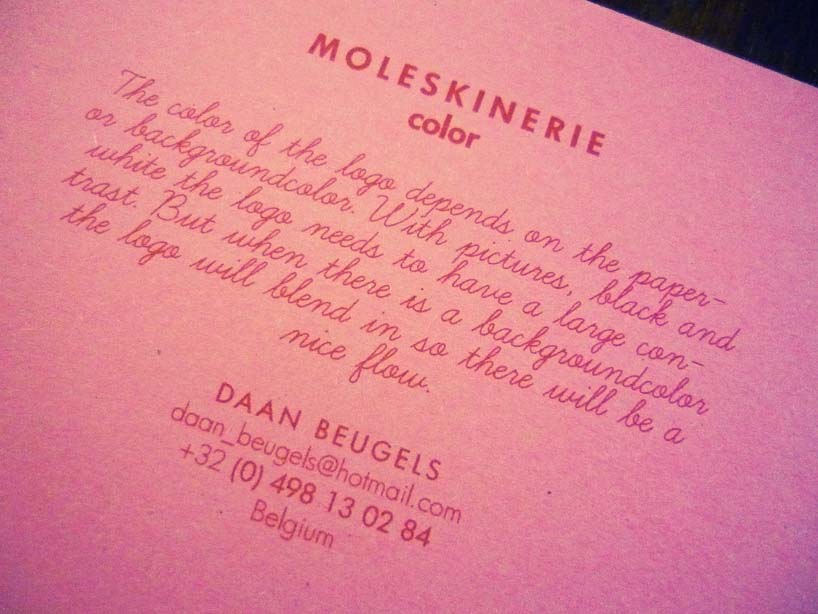 MOLESKINERIE
color
The color of the logo depends on the paper-
or backgroundcolor. With pictures, black and
white the logo needs to have a large con-
trast. But when there is a backgroundcolor
the logo will blend in so there will be a
nice flow.
DAAN BEUGELS
daan_beugels@hotmail.com
+32 (0) 498 13 02 84
Belgium